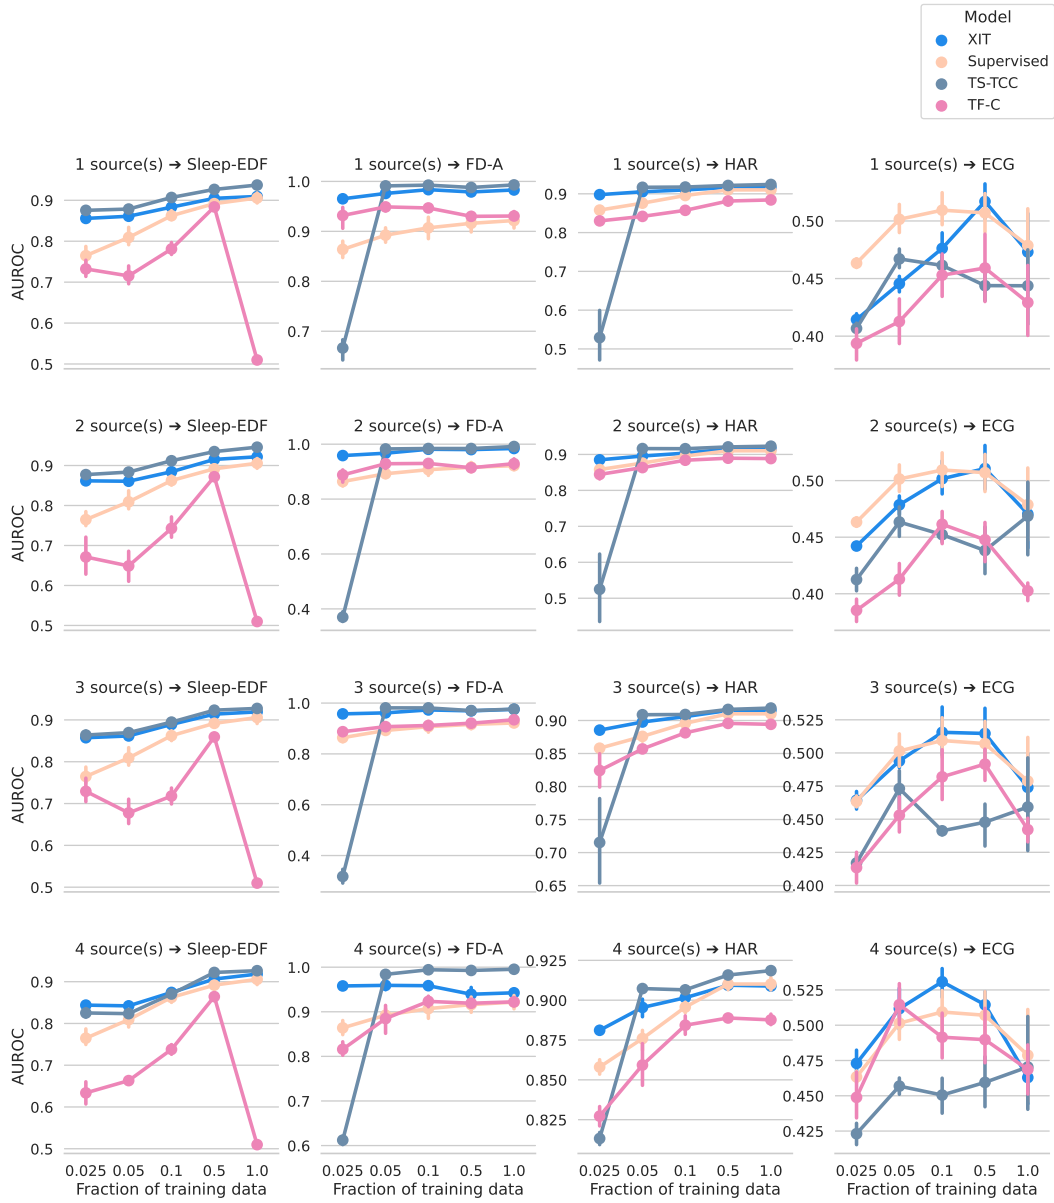 Model
XIT
Supervised
TS-TCC
TF-C
1 source(s) ➔ Sleep-EDF
1 source(s) ➔ FD-A
1 source(s) ➔ HAR
1 source(s) ➔ ECG
AUROC
0.9
0.8
0.7
0.6
0.5
1.0
0.9
0.8
0.7
0.9
0.8
0.7
0.6
0.5
0.50
0.45
0.40
2 source(s) ➔ Sleep-EDF
2 source(s) ➔ FD-A
2 source(s) ➔ HAR
2 source(s) ➔ ECG
AUROC
0.9
0.8
0.7
0.6
0.5
1.0
0.8
0.6
0.4
0.9
0.8
0.7
0.6
0.5
0.50
0.45
0.40
3 source(s) ➔ Sleep-EDF
3 source(s) ➔ FD-A
3 source(s) ➔ HAR
3 source(s) ➔ ECG
AUROC
0.9
0.8
0.7
0.6
0.5
1.0
0.8
0.6
0.4
0.90
0.85
0.80
0.75
0.70
0.65
0.525
0.500
0.475
0.450
0.425
0.400
4 source(s) ➔ Sleep-EDF
4 source(s) ➔ FD-A
4 source(s) ➔ HAR
4 source(s) ➔ ECG
AUROC
0.9
0.8
0.7
0.6
0.5
1.0
0.9
0.8
0.7
0.6
0.925
0.900
0.875
0.850
0.825
0.525
0.500
0.475
0.450
0.425
0.025 0.05 0.1 0.5 1.0
0.025 0.05 0.1 0.5 1.0
0.025 0.05 0.1 0.5 1.0
0.025 0.05 0.1 0.5 1.0
Fraction of training data
Fraction of training data
Fraction of training data
Fraction of training data